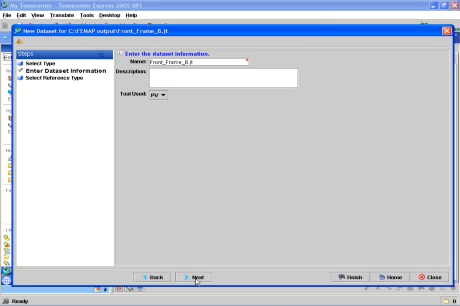 My Teamcenter - Teamcenter Express 2005 SR1
File Edit View Translate Tools Desktop Help
New Dataset for C:\FEMAP output\Front_Frame_B.jt
Steps
Select Type
Enter Dataset Information
Select Reference Type
Enter the dataset information.
Name: Front_Frame_B.jt
Description:
Tool Used: PV
Back Next Finish Home Close
Ready 0